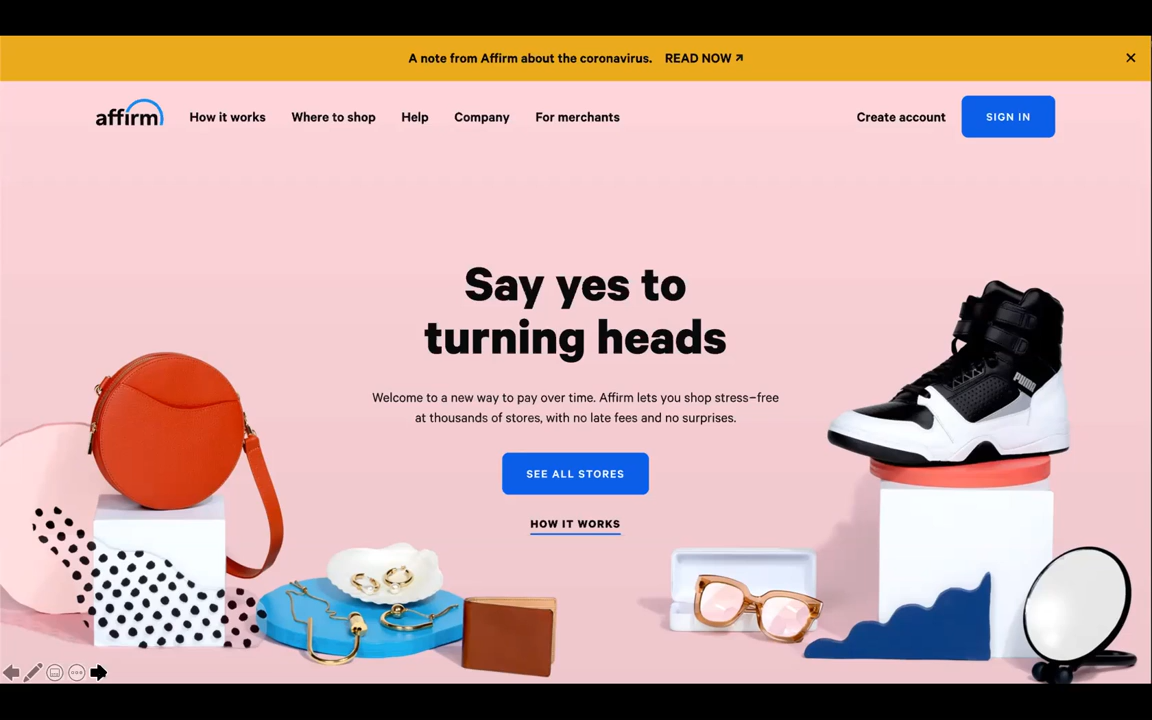 A note from Affirm about the coronavirus. READ NOW ↗
affirm How it works Where to shop Help Company For merchants Create account SIGN IN
Say yes to
turning heads
Welcome to a new way to pay over time. Affirm lets you shop stress–free
at thousands of stores, with no late fees and no surprises.
SEE ALL STORES
HOW IT WORKS
PUMA